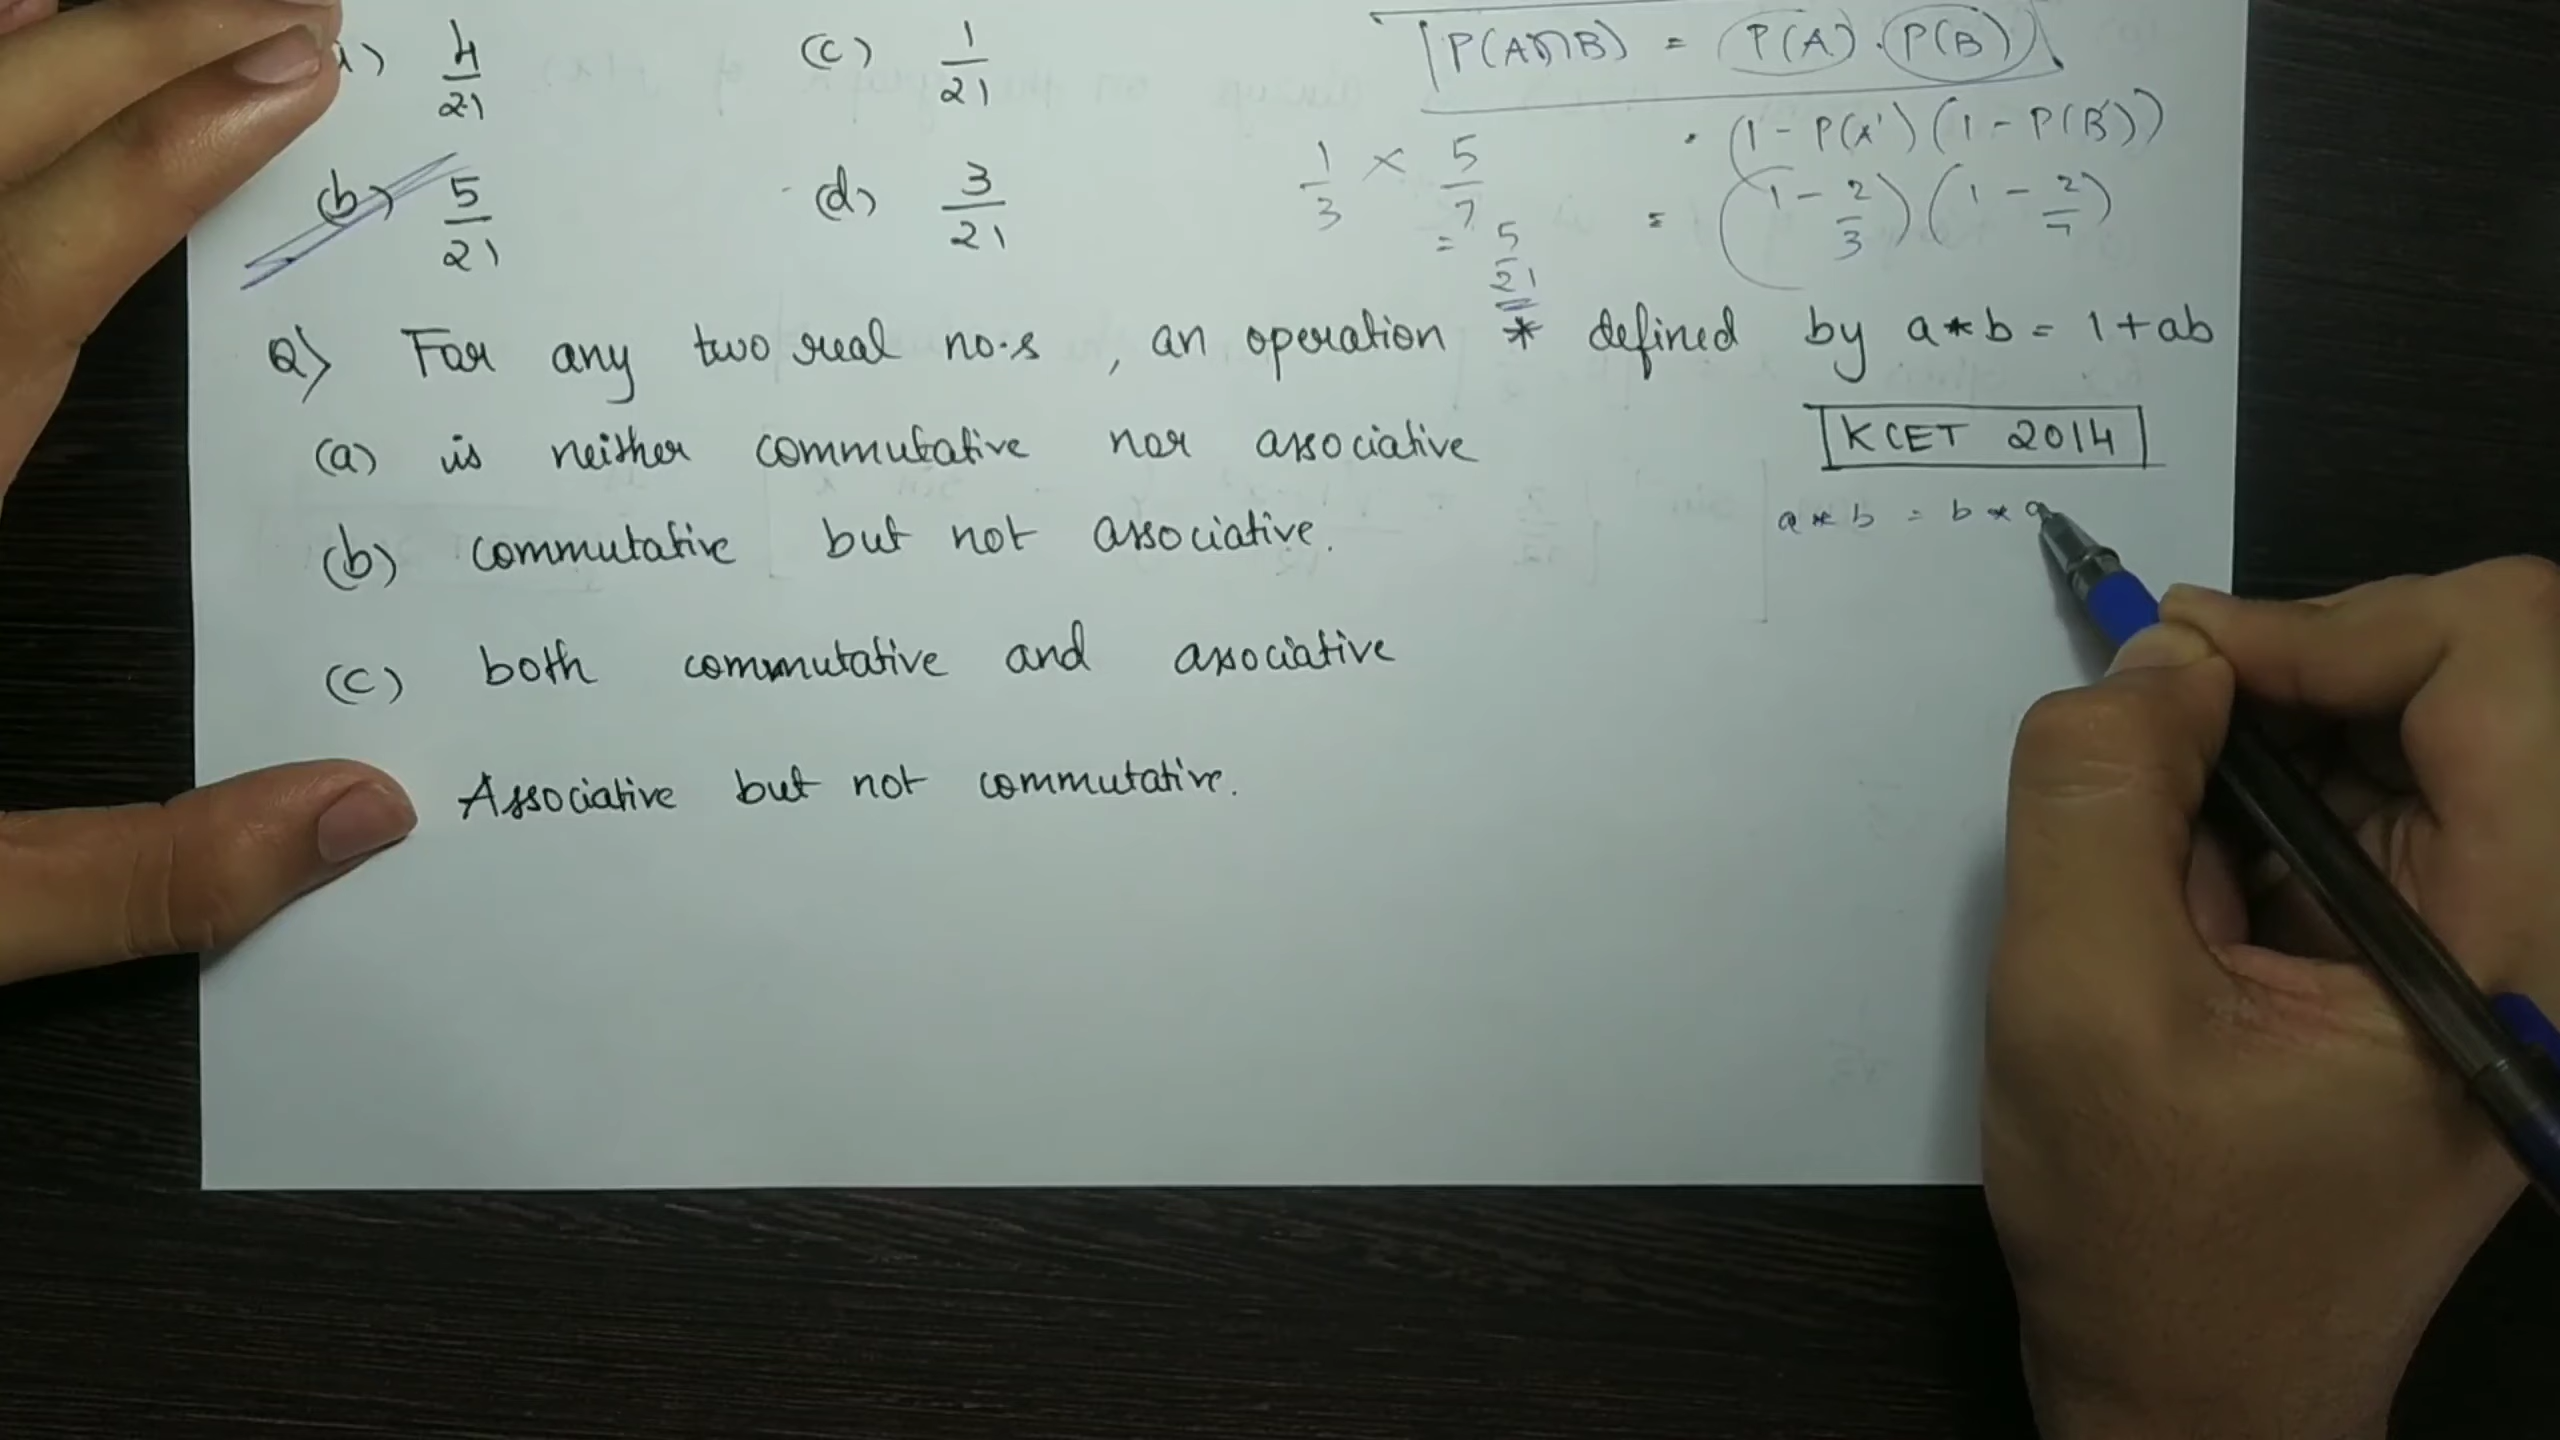 4/21 (c) 1/21
(b) 5/21 (d) 3/21
P(A∩B) = P(A) . P(B)
(1 - P(A')) (1 - P(B'))
1/3 × 5/7 = (1 - 2/3) (1 - 2/7)
= 5/21
Q) For any two real no.s , an operation * defined by a * b = 1 + ab
KCET 2014
(a) is neither commutative nor associative
a * b = b * a
(b) commutative but not associative.
(c) both commutative and associative
Associative but not commutative.